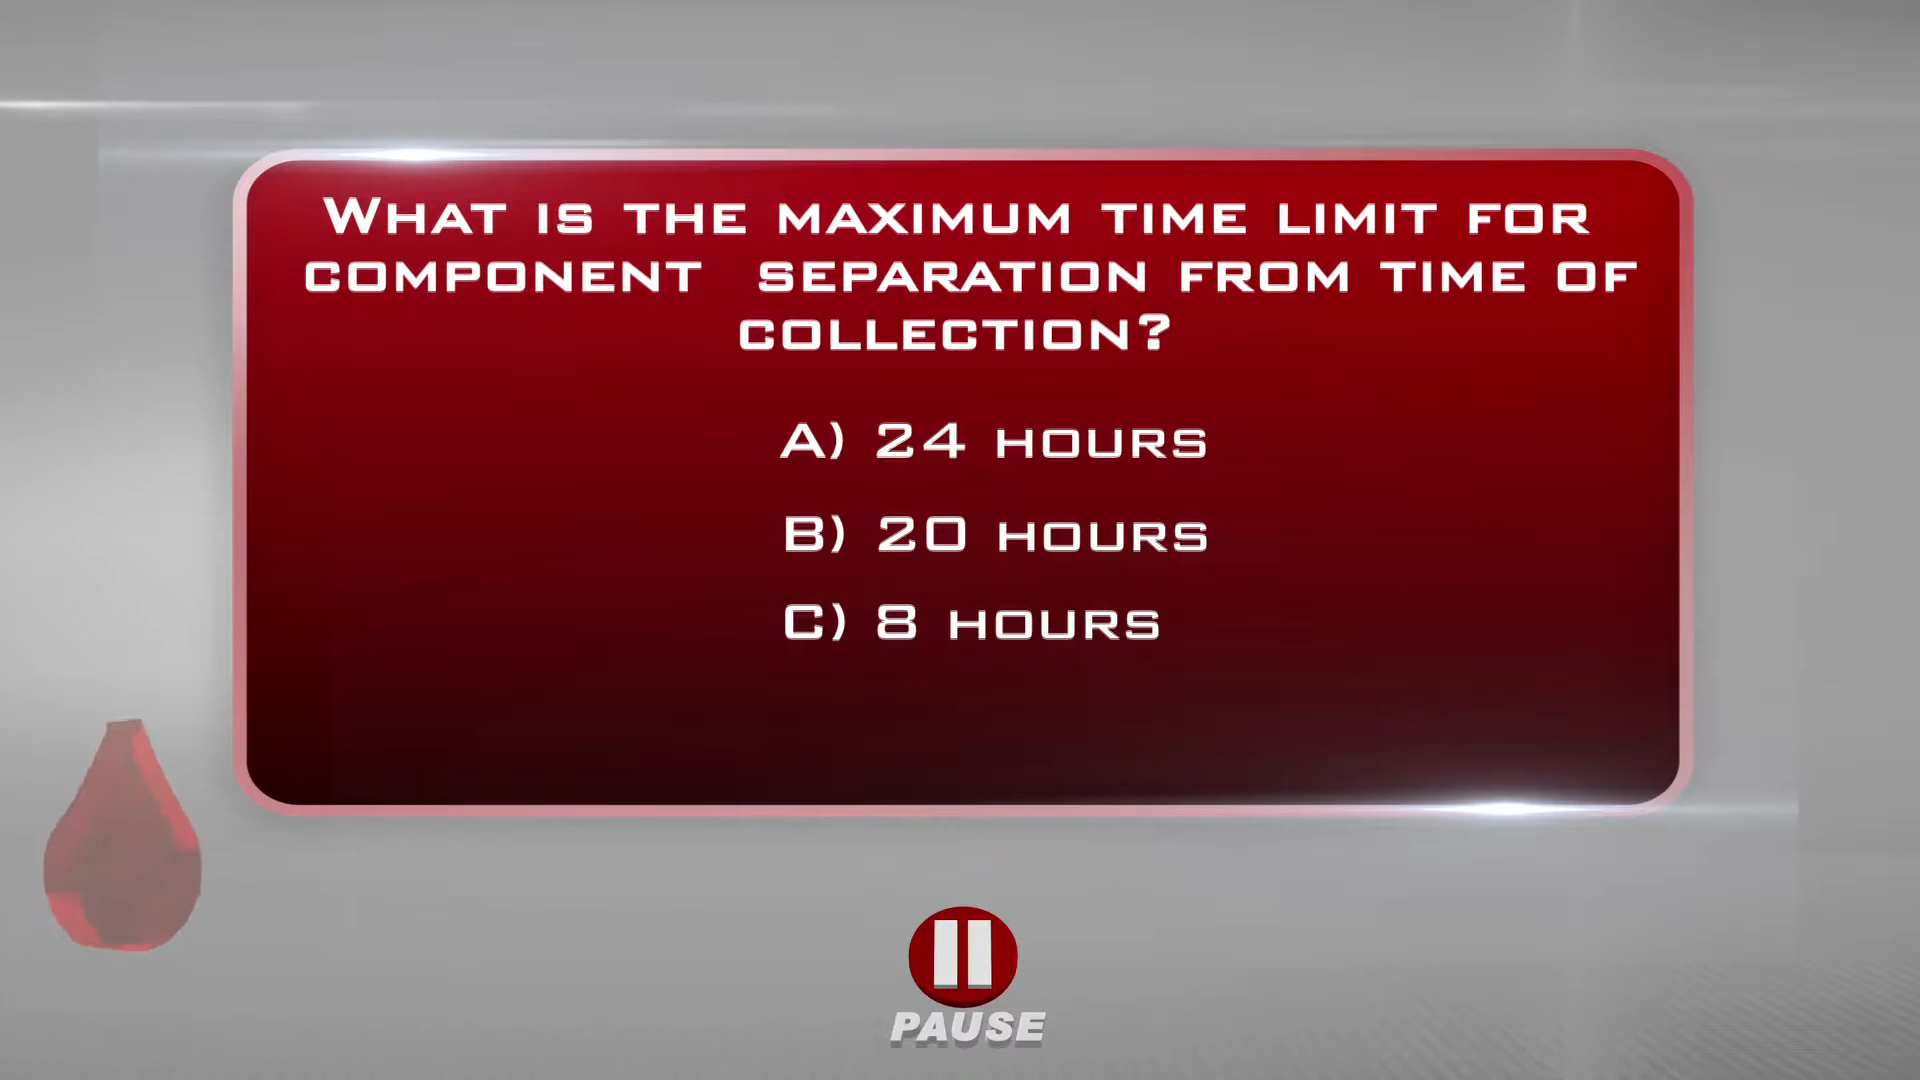 What is the maximum time limit for
component separation from time of
collection?
A) 24 hours
B) 20 hours
C) 8 hours
PAUSE